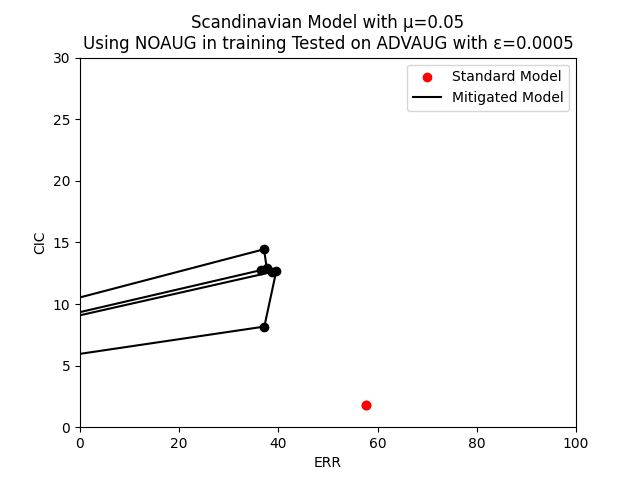 Scandinavian Model with μ=0.05
Using NOAUG in training Tested on ADVAUG with ε=0.0005
30
25
20
15
10
5
0
CIC
Standard Model
Mitigated Model
0 20 40 60 80 100
ERR